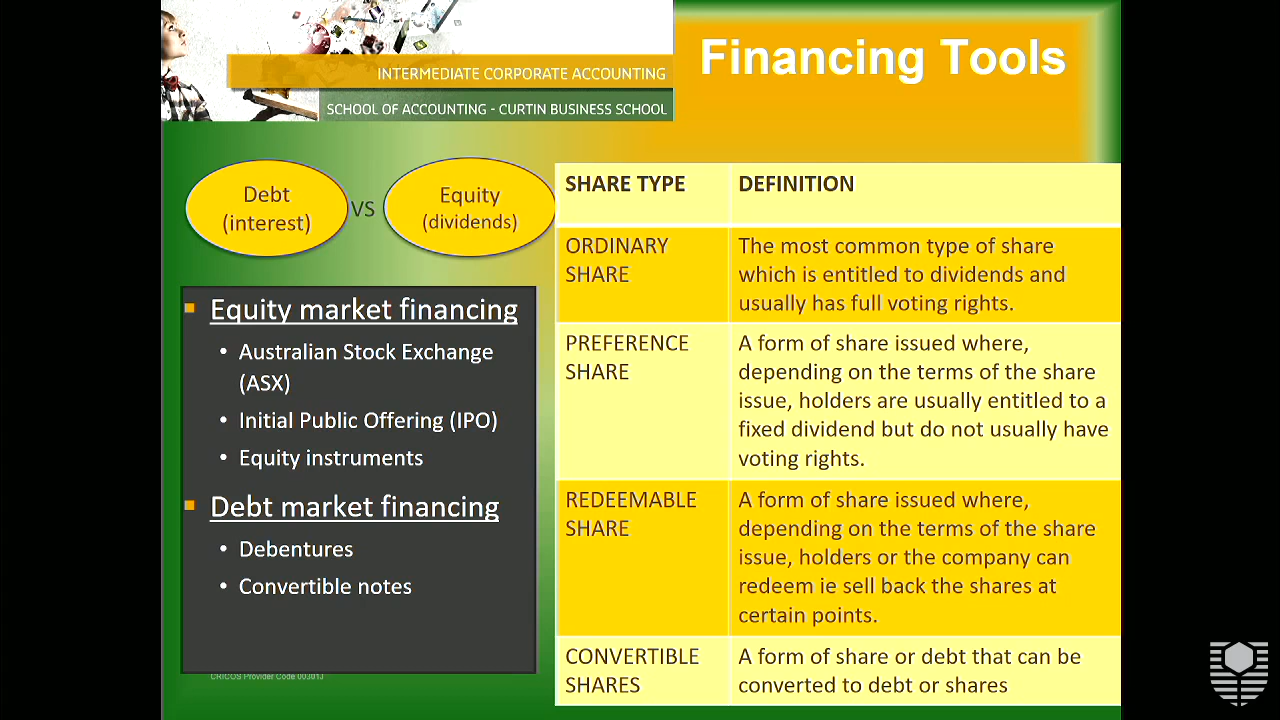 Financing Tools
INTERMEDIATE CORPORATE ACCOUNTING
SCHOOL OF ACCOUNTING - CURTIN BUSINESS SCHOOL
Debt
(interest)
VS
Equity
(dividends)
Equity market financing
• Australian Stock Exchange
(ASX)
• Initial Public Offering (IPO)
• Equity instruments
Debt market financing
• Debentures
• Convertible notes
CRICOS Provider Code 00301J
SHARE TYPE DEFINITION
ORDINARY
SHARE
The most common type of share
which is entitled to dividends and
usually has full voting rights.
PREFERENCE
SHARE
A form of share issued where,
depending on the terms of the share
issue, holders are usually entitled to a
fixed dividend but do not usually have
voting rights.
REDEEMABLE
SHARE
A form of share issued where,
depending on the terms of the share
issue, holders or the company can
redeem ie sell back the shares at
certain points.
CONVERTIBLE
SHARES
A form of share or debt that can be
converted to debt or shares